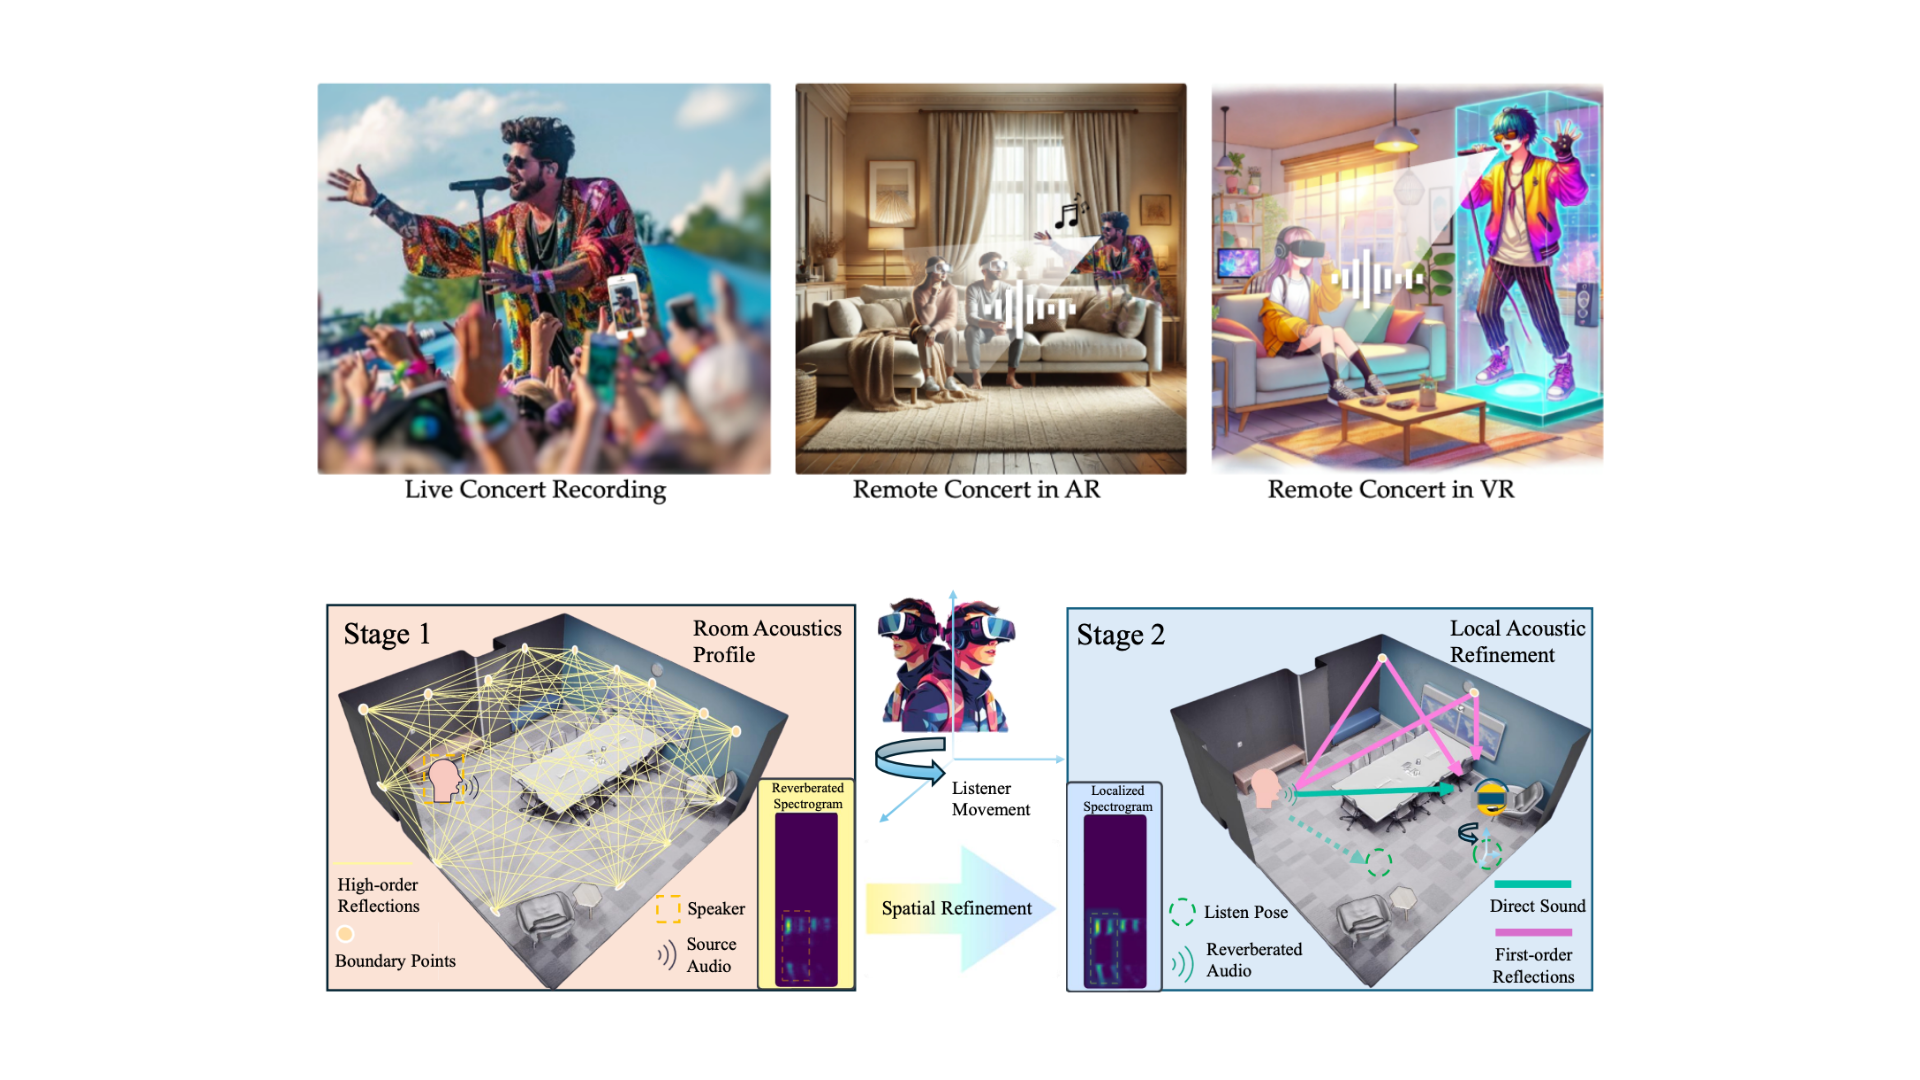 Live Concert Recording
Remote Concert in AR
Remote Concert in VR
Stage 1
Room Acoustics
Profile
Reverberated
Spectrogram
High-order
Reflections
Boundary Points
Speaker
Source
Audio
Listener
Movement
Spatial Refinement
Stage 2
Local Acoustic
Refinement
Localized
Spectrogram
Listen Pose
Reverberated
Audio
Direct Sound
First-order
Reflections